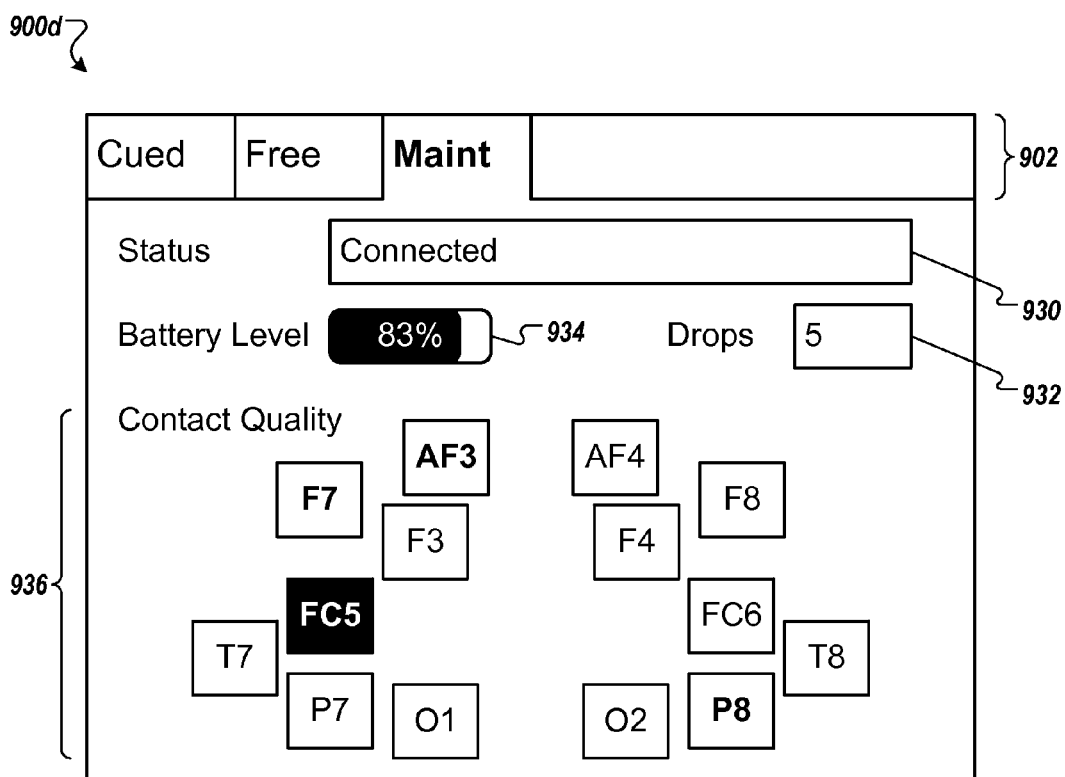 900d
Cued Free Maint
902
Status Connected
930
Battery Level 83% 934 Drops 5
932
Contact Quality
AF3 AF4
F7 F8
F3 F4
936
FC5 FC6
T7 T8
P7 O1 O2 P8